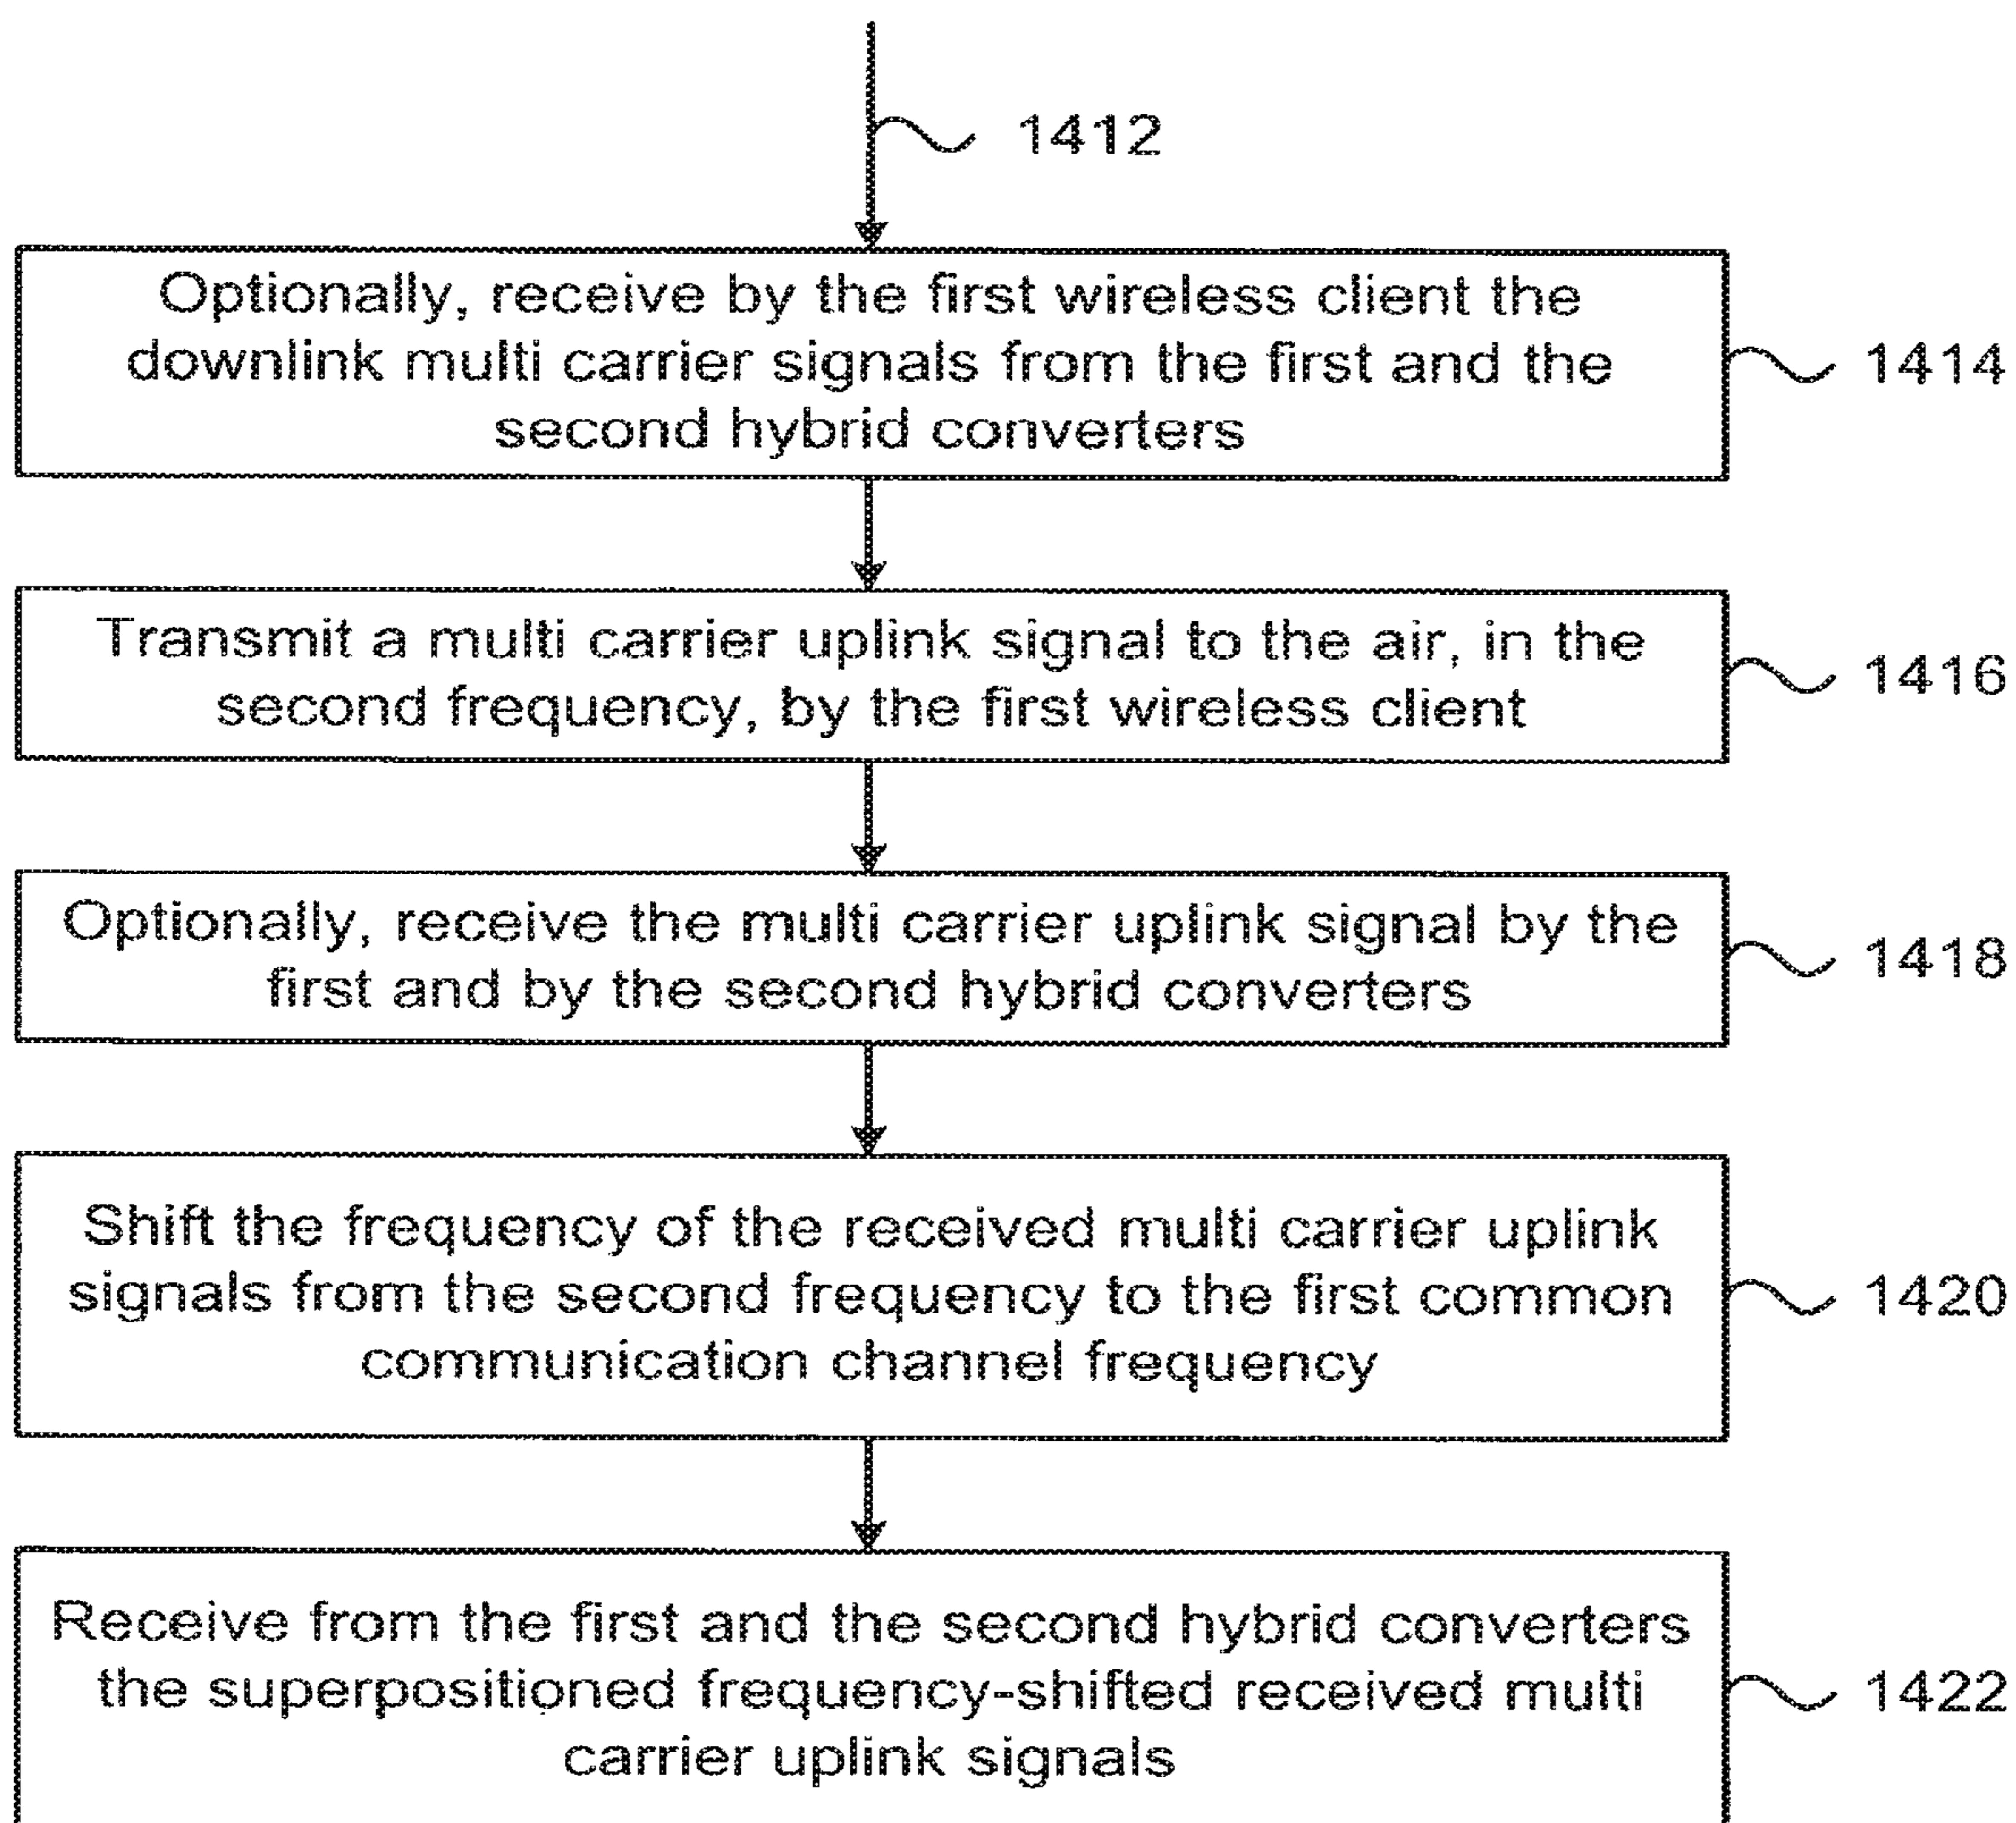 1412
Optionally, receive by the first wireless client the
downlink multi carrier signals from the first and the
second hybrid converters
1414
Transmit a multi carrier uplink signal to the air, in the
second frequency, by the first wireless client
1416
Optionally, receive the multi carrier uplink signal by the
first and by the second hybrid converters
1418
Shift the frequency of the received multi carrier uplink
signals from the second frequency to the first common
communication channel frequency
1420
Receive from the first and the second hybrid converters
the superpositioned frequency-shifted received multi
carrier uplink signals
1422